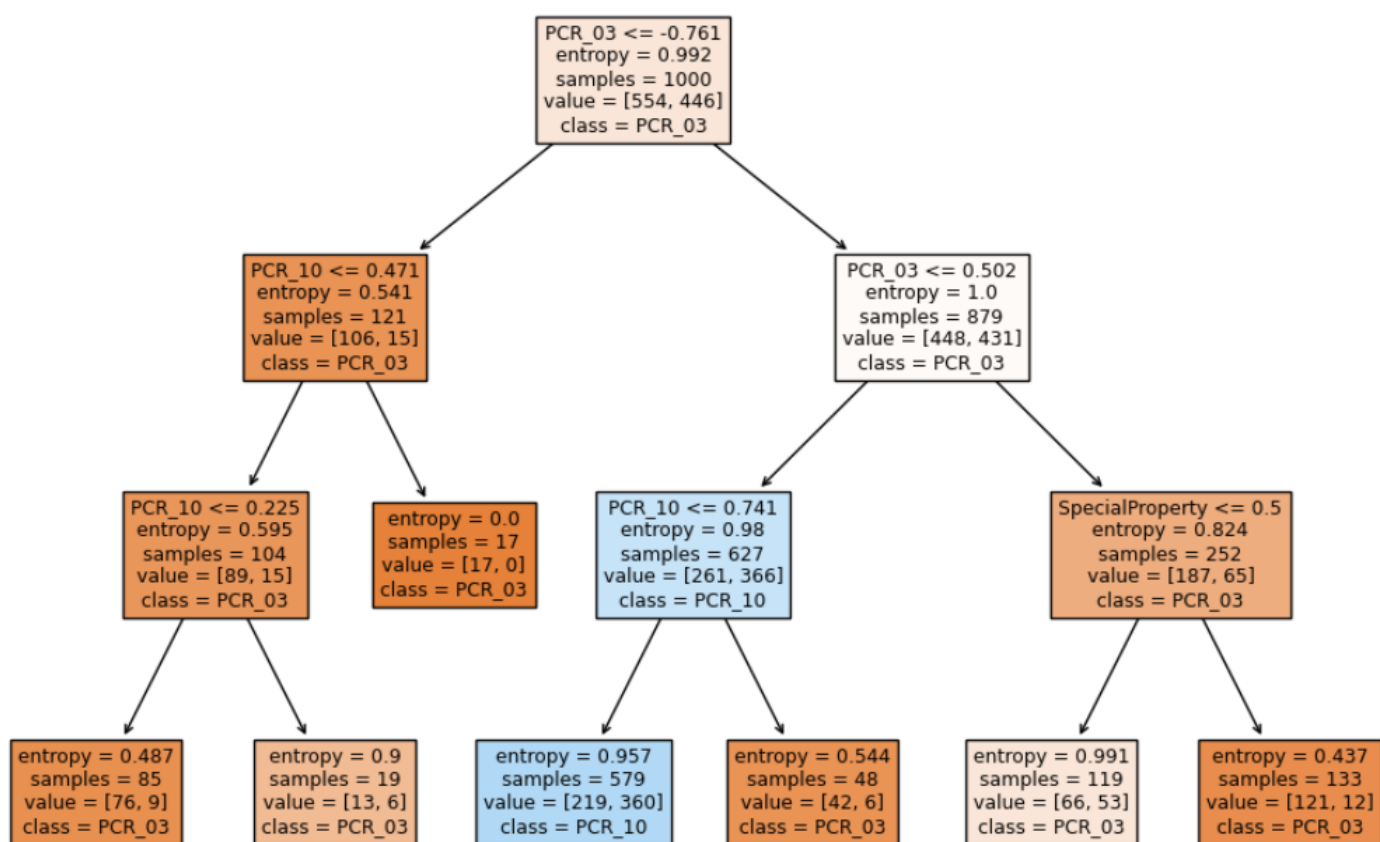 PCR_03 <= -0.761
entropy = 0.992
samples = 1000
value = [554, 446]
class = PCR_03
PCR_10 <= 0.471
entropy = 0.541
samples = 121
value = [106, 15]
class = PCR_03
PCR_03 <= 0.502
entropy = 1.0
samples = 879
value = [448, 431]
class = PCR_03
PCR_10 <= 0.225
entropy = 0.595
samples = 104
value = [89, 15]
class = PCR_03
entropy = 0.0
samples = 17
value = [17, 0]
class = PCR_03
PCR_10 <= 0.741
entropy = 0.98
samples = 627
value = [261, 366]
class = PCR_10
SpecialProperty <= 0.5
entropy = 0.824
samples = 252
value = [187, 65]
class = PCR_03
entropy = 0.487
samples = 85
value = [76, 9]
class = PCR_03
entropy = 0.9
samples = 19
value = [13, 6]
class = PCR_03
entropy = 0.957
samples = 579
value = [219, 360]
class = PCR_10
entropy = 0.544
samples = 48
value = [42, 6]
class = PCR_03
entropy = 0.991
samples = 119
value = [66, 53]
class = PCR_03
entropy = 0.437
samples = 133
value = [121, 12]
class = PCR_03